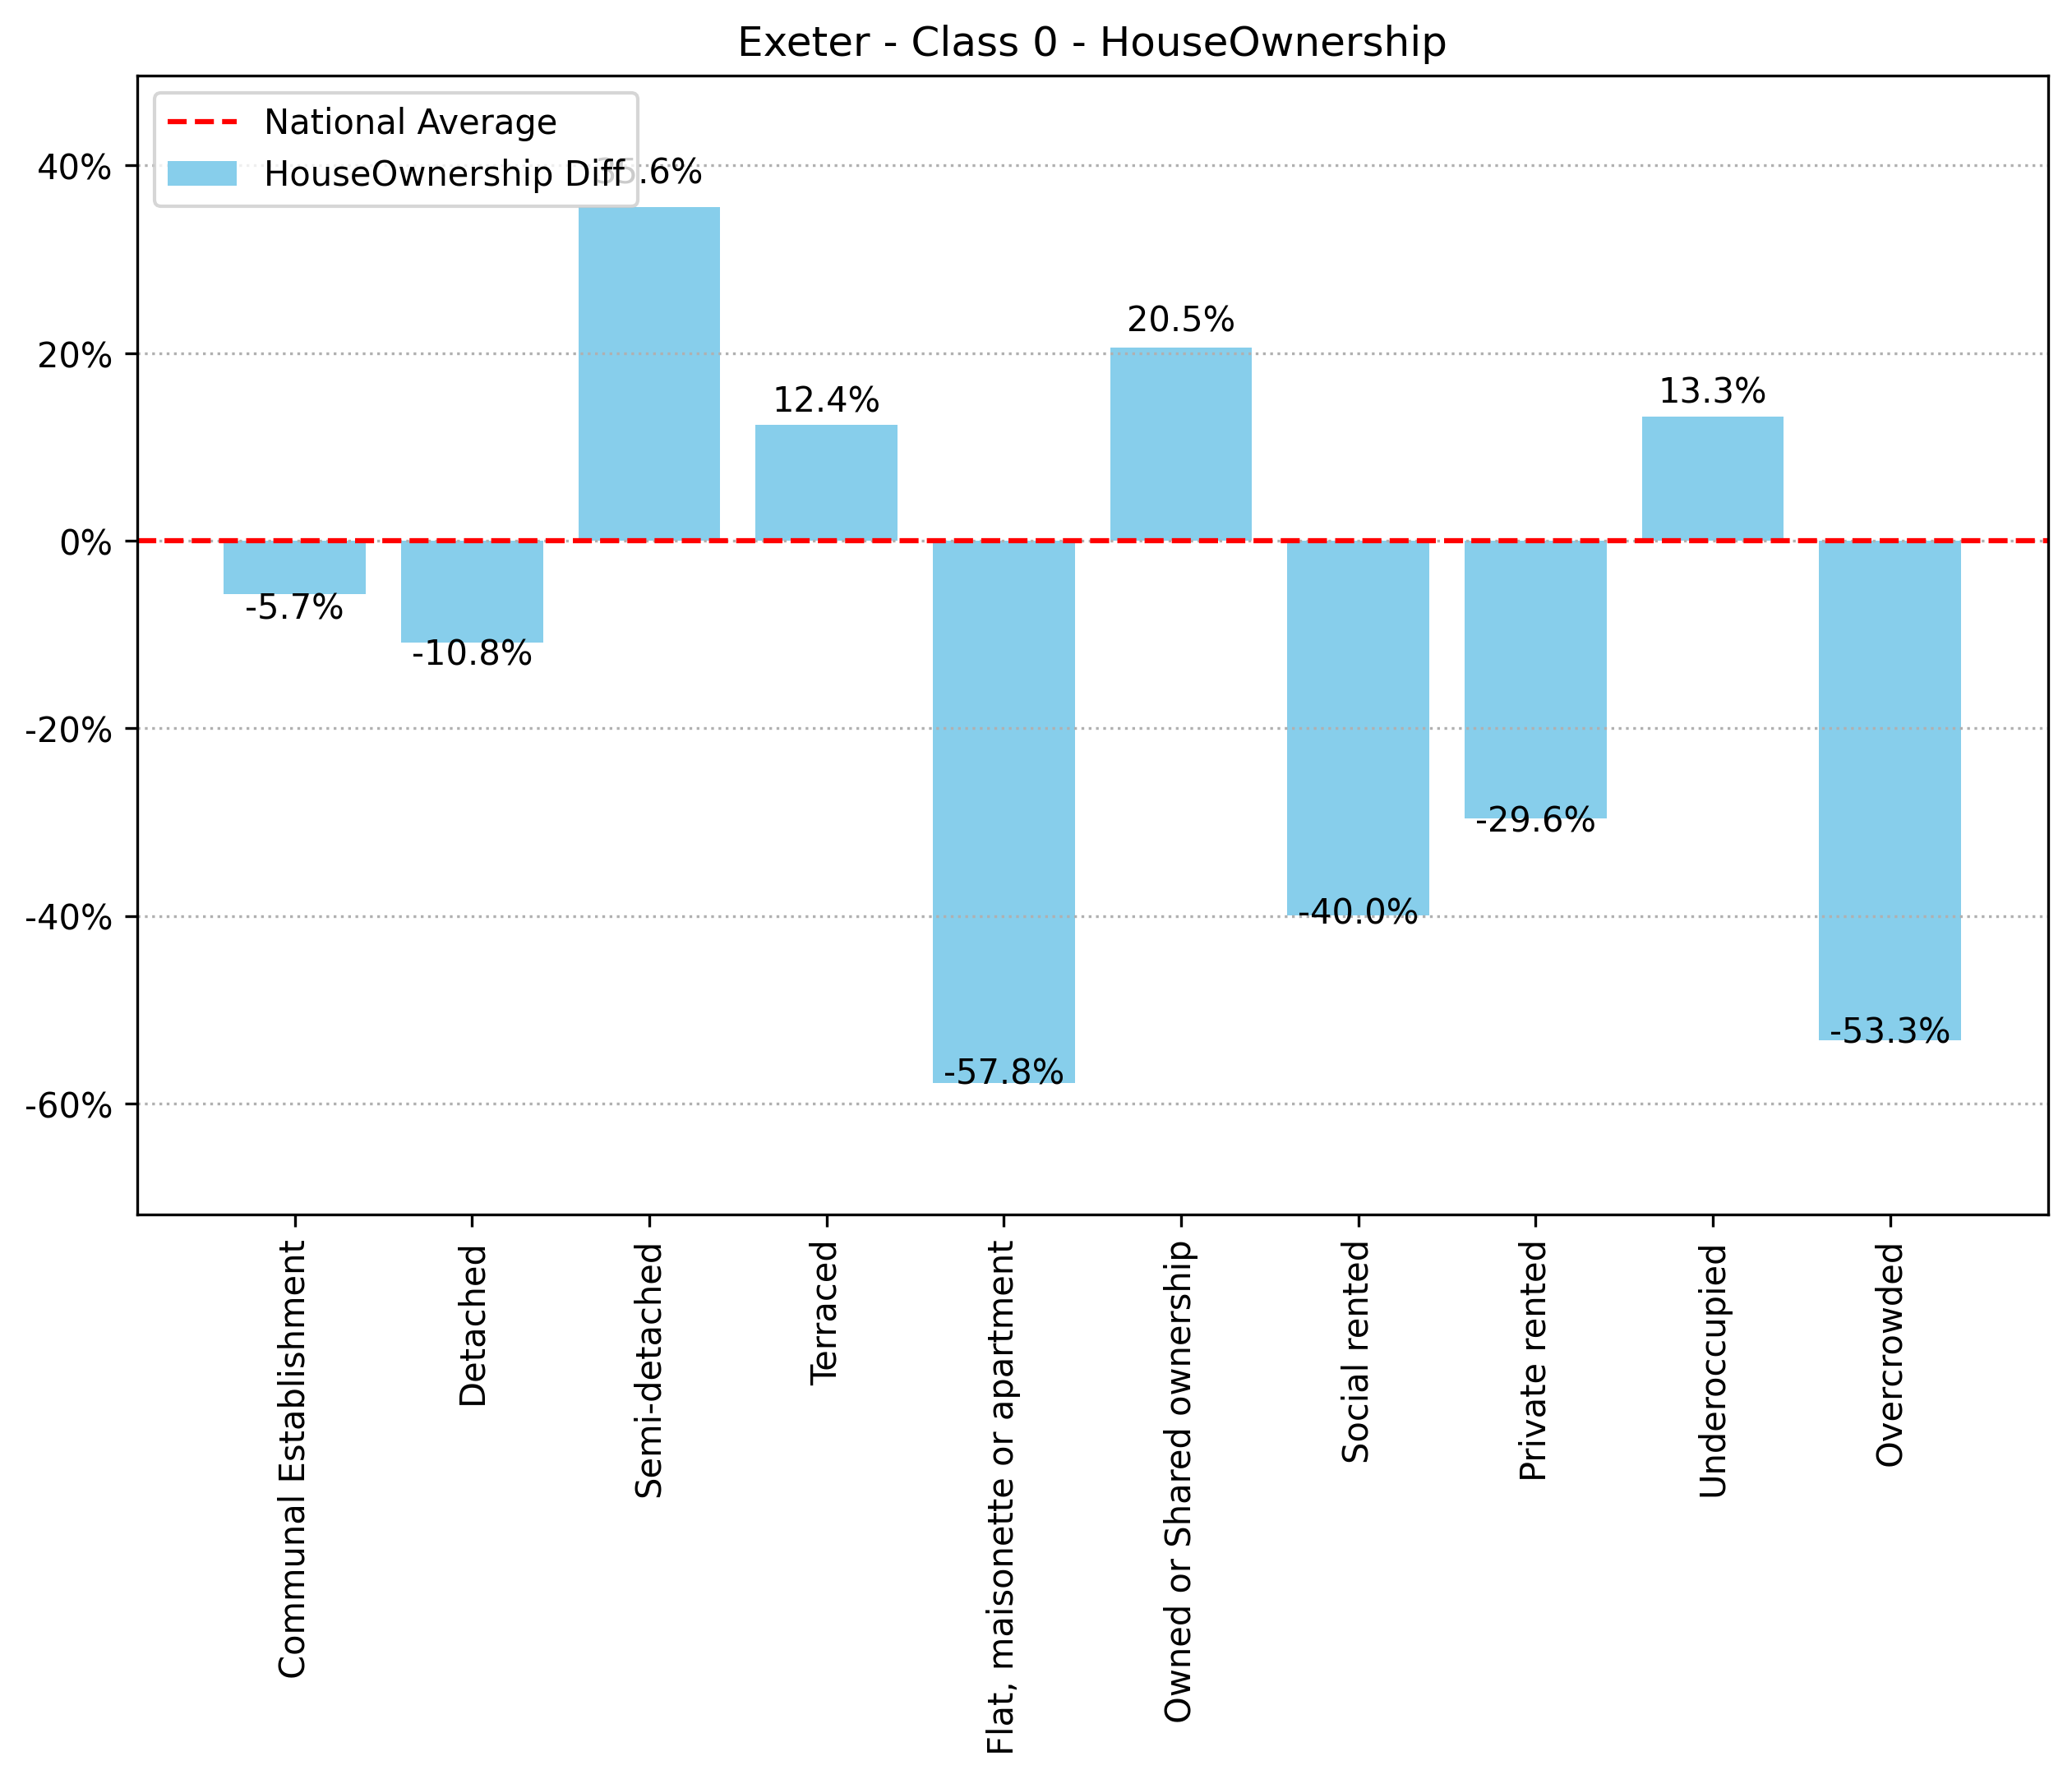 Exeter - Class 0 - HouseOwnership
National Average
HouseOwnership Diff
40%
20%
0%
-20%
-40%
-60%
-5.7%
-10.8%
35.6%
12.4%
-57.8%
20.5%
-40.0%
-29.6%
13.3%
-53.3%
Communal Establishment
Detached
Semi-detached
Terraced
Flat, maisonette or apartment
Owned or Shared ownership
Social rented
Private rented
Underoccupied
Overcrowded